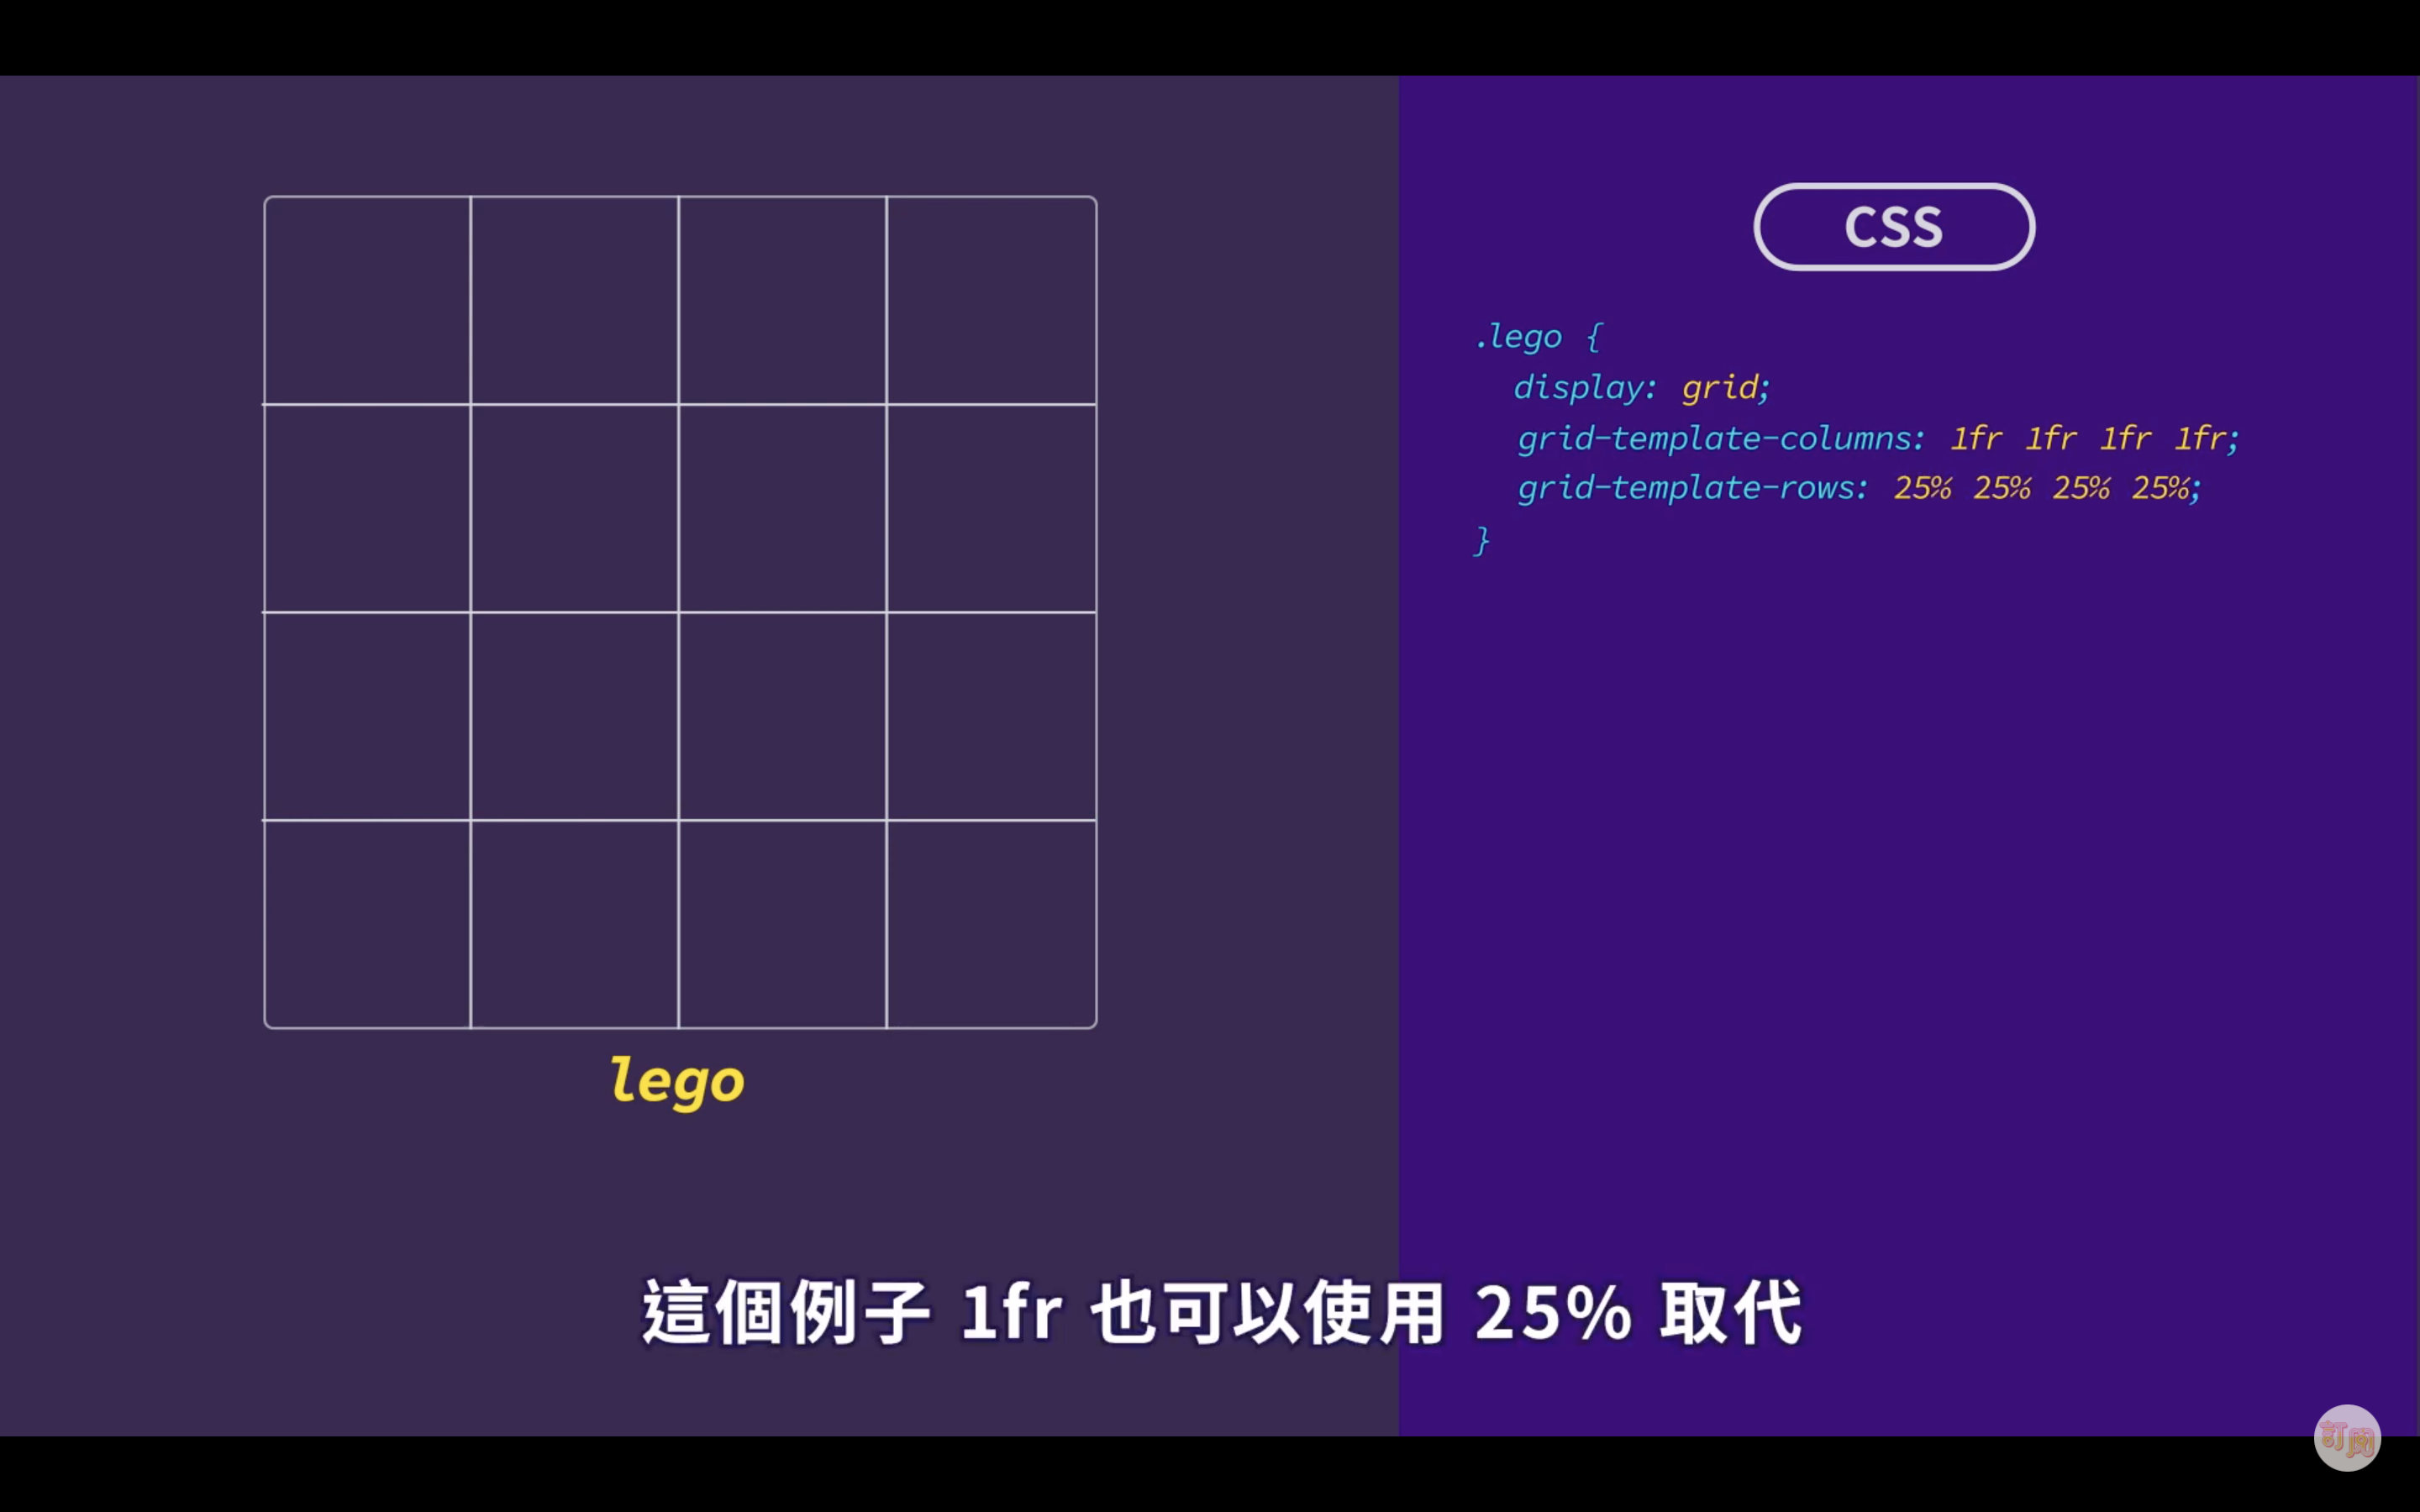 CSS
.lego {
display: grid;
grid-template-columns: 1fr 1fr 1fr 1fr;
grid-template-rows: 25% 25% 25% 25%;
}
lego
這個例子 1fr 也可以使用 25% 取代
訂閱